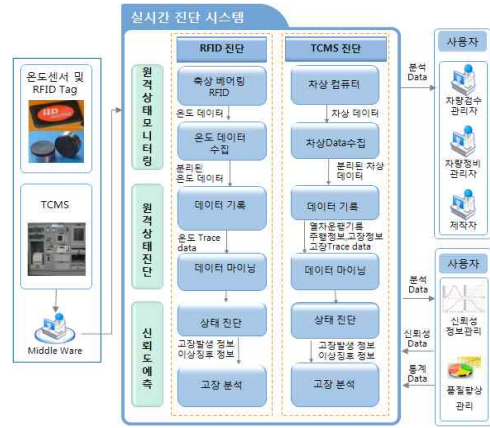 실시간 진단 시스템
온도센서 및
RFID Tag
TCMS
Middle Ware
원격상태모니터링
원격상태진단
신뢰도예측
RFID 진단
축상 베어링
RFID
온도 데이터
온도 데이터
수집
분리된
온도 데이터
데이터 기록
온도 Trace
data
데이터 마이닝
상태 진단
고장발생 정보
이상징후 정보
고장 분석
TCMS 진단
차상 컴퓨터
차상 데이터
차상Data수집
분리된 차상
데이터
데이터 기록
열차운행기록
주행정보,고장정보
고장Trace data
데이터 마이닝
상태 진단
고장발생 정보
이상징후 정보
고장 분석
분석
Data
사용자
차량검수
관리자
차량정비
관리자
제작자
분석
Data
신뢰성
Data
통계
Data
사용자
신뢰성
정보관리
품질향상
관리